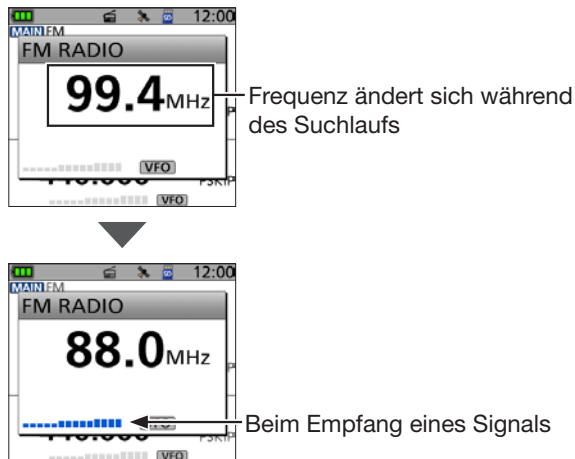 12:00
MAIN FM
FM RADIO
99.4MHz
Frequenz ändert sich während
des Suchlaufs
VFO
PSKIP
VFO
12:00
MAIN FM
FM RADIO
88.0MHz
Beim Empfang eines Signals
VFO